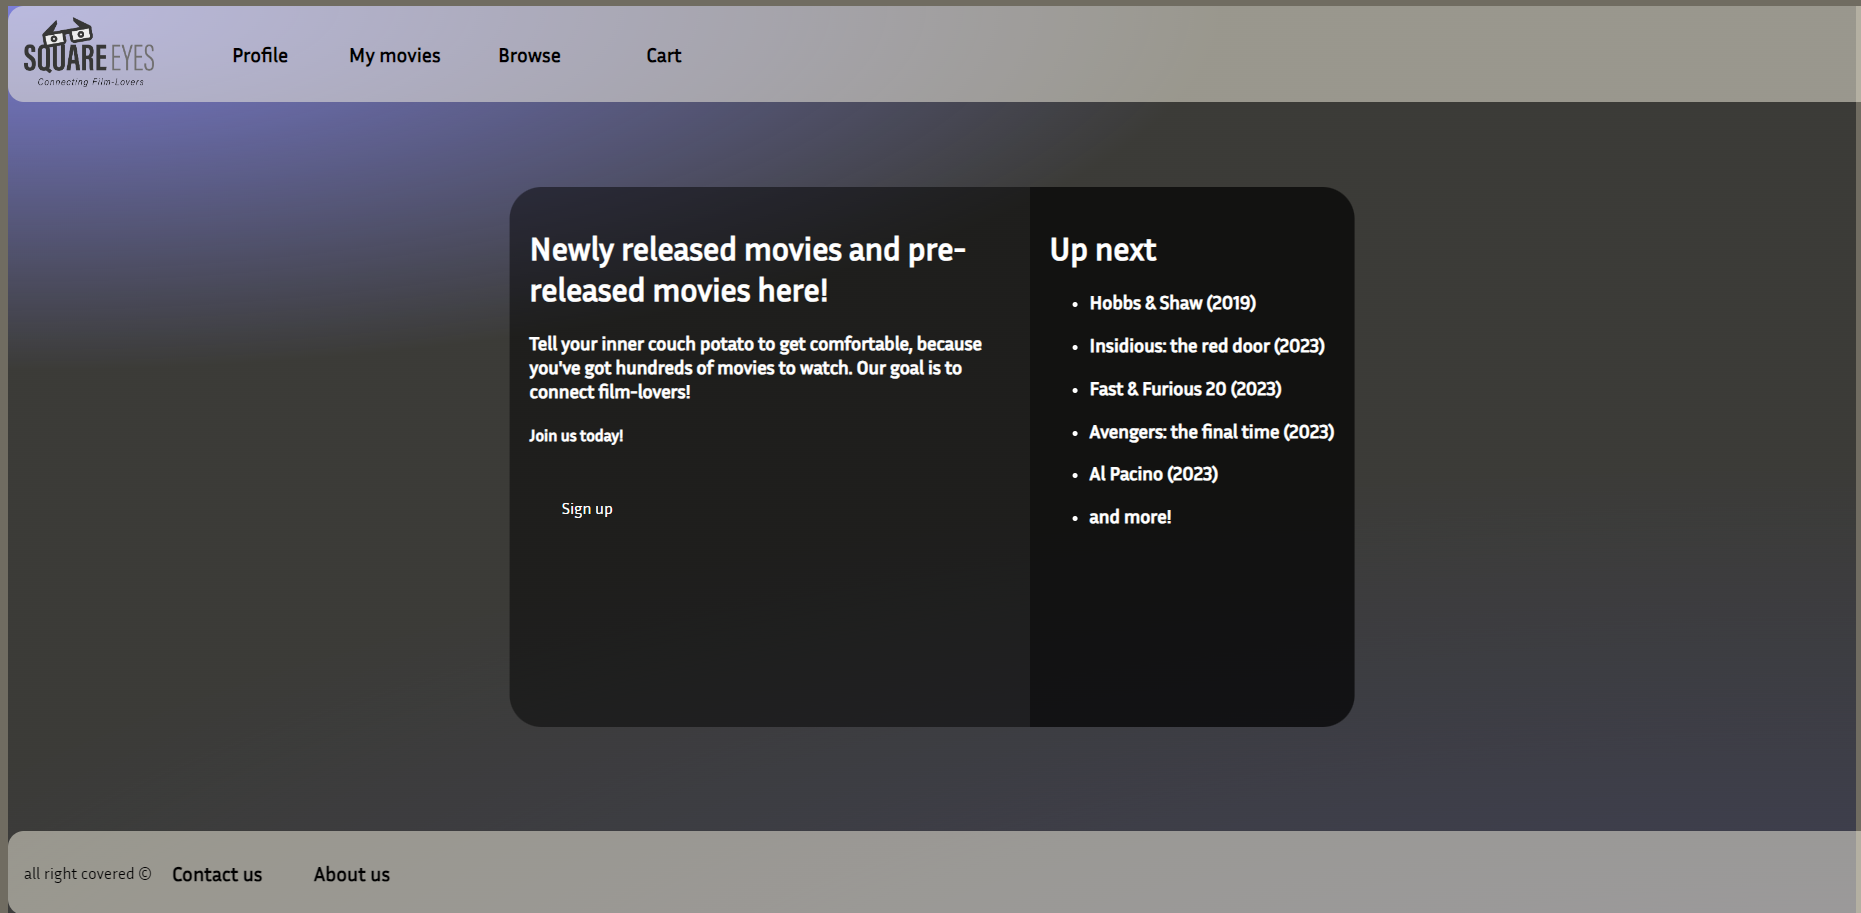 SQUARE EYES
Connecting Film-Lovers
Profile
My movies
Browse
Cart
Newly released movies and pre-
released movies here!
Tell your inner couch potato to get comfortable, because
you've got hundreds of movies to watch. Our goal is to
connect film-lovers!
Join us today!
Sign up
Up next
• Hobbs & Shaw (2019)
• Insidious: the red door (2023)
• Fast & Furious 20 (2023)
• Avengers: the final time (2023)
• Al Pacino (2023)
• and more!
all right covered ©
Contact us
About us